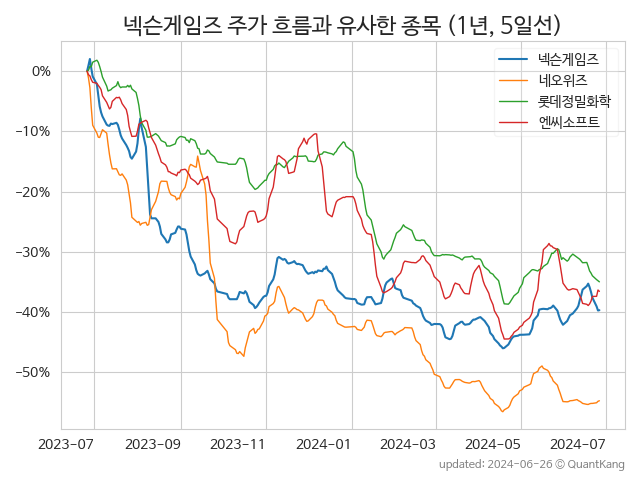 넥슨게임즈 주가 흐름과 유사한 종목 (1년, 5일선)
넥슨게임즈
네오위즈
롯데정밀화학
엔씨소프트
0%
−10%
−20%
−30%
−40%
−50%
2023-07 2023-09 2023-11 2024-01 2024-03 2024-05 2024-07
updated: 2024-06-26 © QuantKang